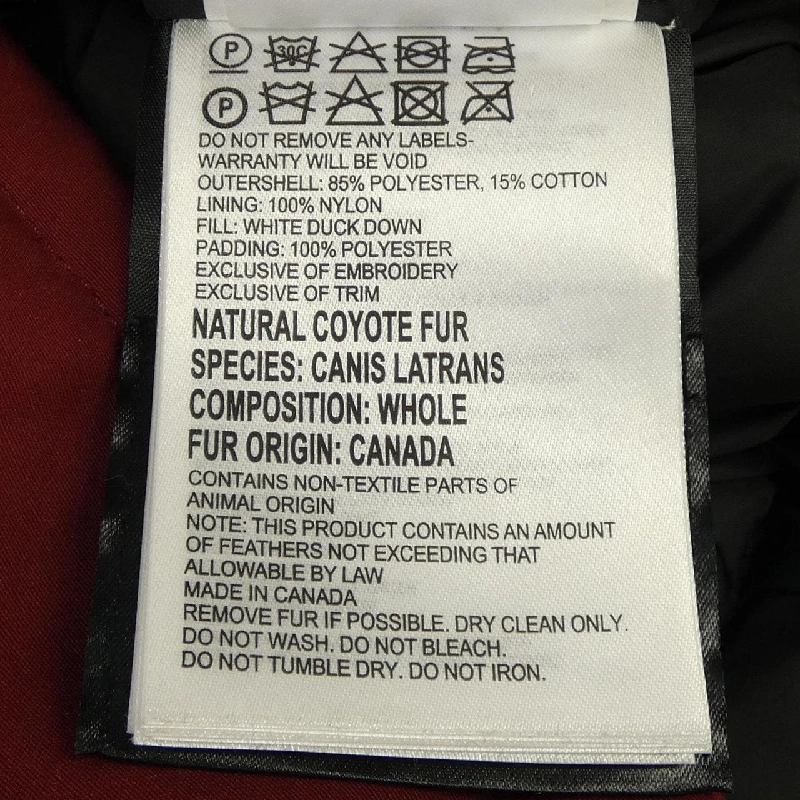 P 30C
P
DO NOT REMOVE ANY LABELS-
WARRANTY WILL BE VOID
OUTERSHELL: 85% POLYESTER, 15% COTTON
LINING: 100% NYLON
FILL: WHITE DUCK DOWN
PADDING: 100% POLYESTER
EXCLUSIVE OF EMBROIDERY
EXCLUSIVE OF TRIM
NATURAL COYOTE FUR
SPECIES: CANIS LATRANS
COMPOSITION: WHOLE
FUR ORIGIN: CANADA
CONTAINS NON-TEXTILE PARTS OF
ANIMAL ORIGIN
NOTE: THIS PRODUCT CONTAINS AN AMOUNT
OF FEATHERS NOT EXCEEDING THAT
ALLOWABLE BY LAW
MADE IN CANADA
REMOVE FUR IF POSSIBLE. DRY CLEAN ONLY.
DO NOT WASH. DO NOT BLEACH.
DO NOT TUMBLE DRY. DO NOT IRON.